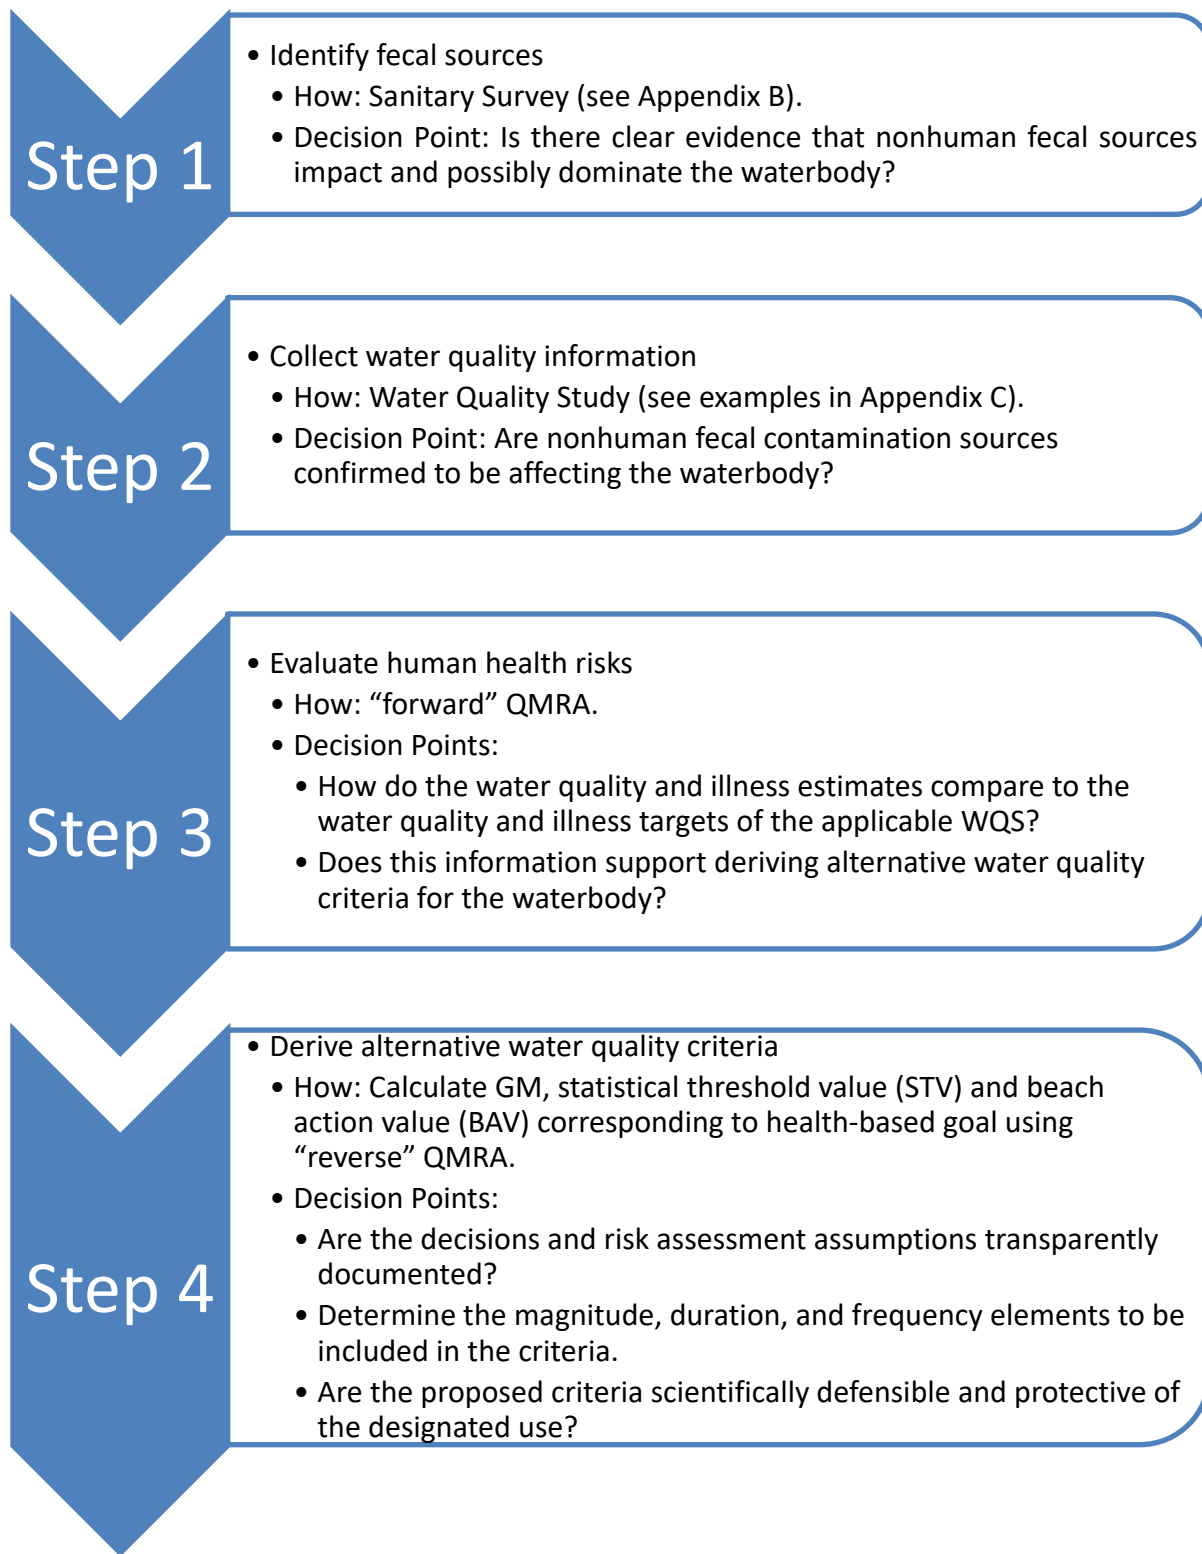 Step 1
• Identify fecal sources
• How: Sanitary Survey (see Appendix B).
• Decision Point: Is there clear evidence that nonhuman fecal sources
impact and possibly dominate the waterbody?
Step 2
• Collect water quality information
• How: Water Quality Study (see examples in Appendix C).
• Decision Point: Are nonhuman fecal contamination sources
confirmed to be affecting the waterbody?
Step 3
• Evaluate human health risks
• How: “forward” QMRA.
• Decision Points:
• How do the water quality and illness estimates compare to the
water quality and illness targets of the applicable WQS?
• Does this information support deriving alternative water quality
criteria for the waterbody?
Step 4
• Derive alternative water quality criteria
• How: Calculate GM, statistical threshold value (STV) and beach
action value (BAV) corresponding to health-based goal using
“reverse” QMRA.
• Decision Points:
• Are the decisions and risk assessment assumptions transparently
documented?
• Determine the magnitude, duration, and frequency elements to be
included in the criteria.
• Are the proposed criteria scientifically defensible and protective of
the designated use?